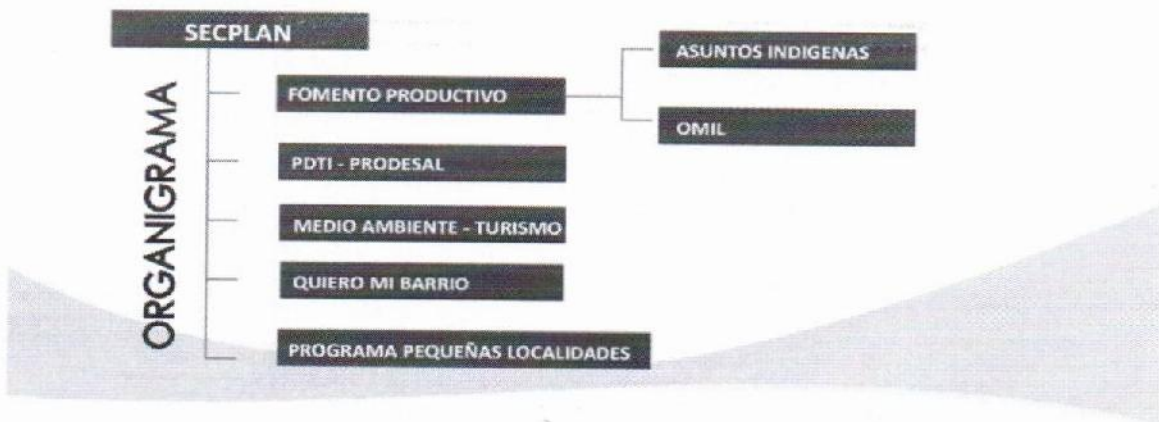 SECPLAN
ORGANIGRAMA
FOMENTO PRODUCTIVO
ASUNTOS INDIGENAS
OMIL
PDTI - PRODESAL
MEDIO AMBIENTE - TURISMO
QUIERO MI BARRIO
PROGRAMA PEQUEÑAS LOCALIDADES